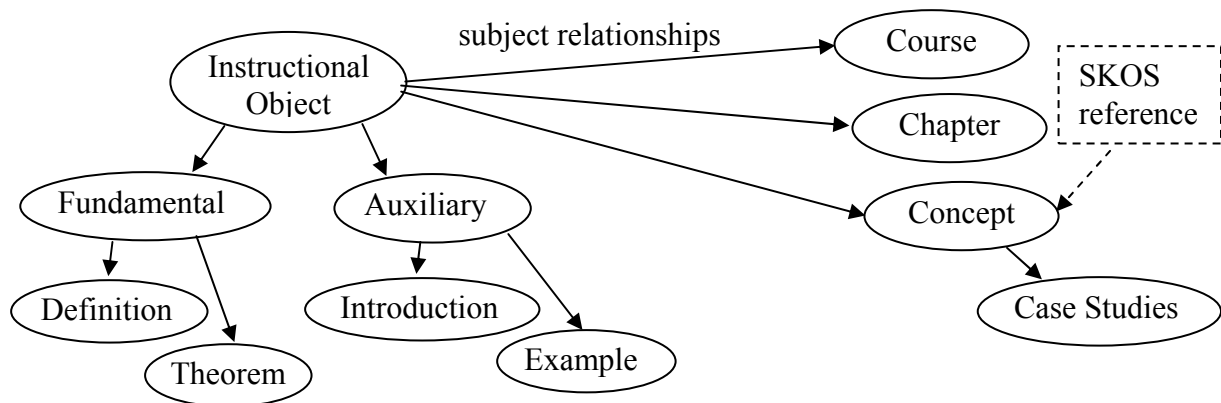 subject relationships
Course
Instructional
Object
SKOS
reference
Chapter
Fundamental
Auxiliary
Concept
Definition
Introduction
Case Studies
Theorem
Example